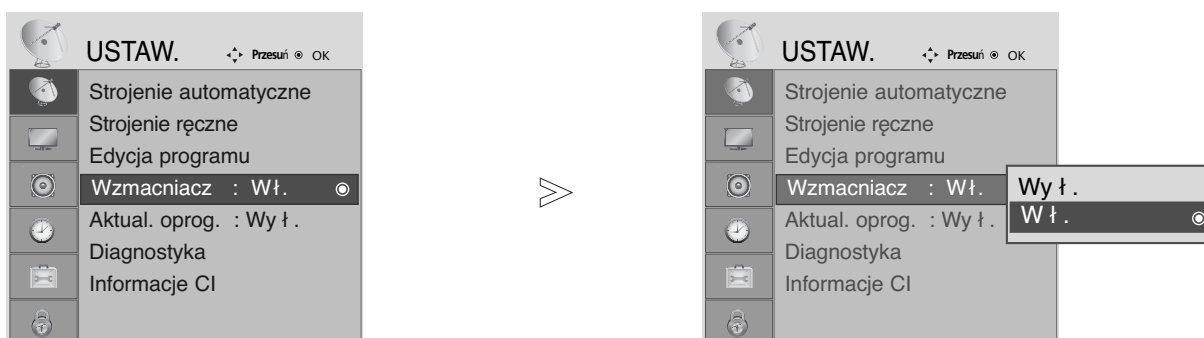 USTAW. Przesuń OK
Strojenie automatyczne
Strojenie ręczne
Edycja programu
Wzmacniacz : Wł.
Aktual. oprog. : Wy ł .
Diagnostyka
Informacje CI
USTAW. Przesuń OK
Strojenie automatyczne
Strojenie ręczne
Edycja programu
Wzmacniacz : Wł.
Aktual. oprog. : Wy ł .
Diagnostyka
Informacje CI
Wy ł .
W ł .